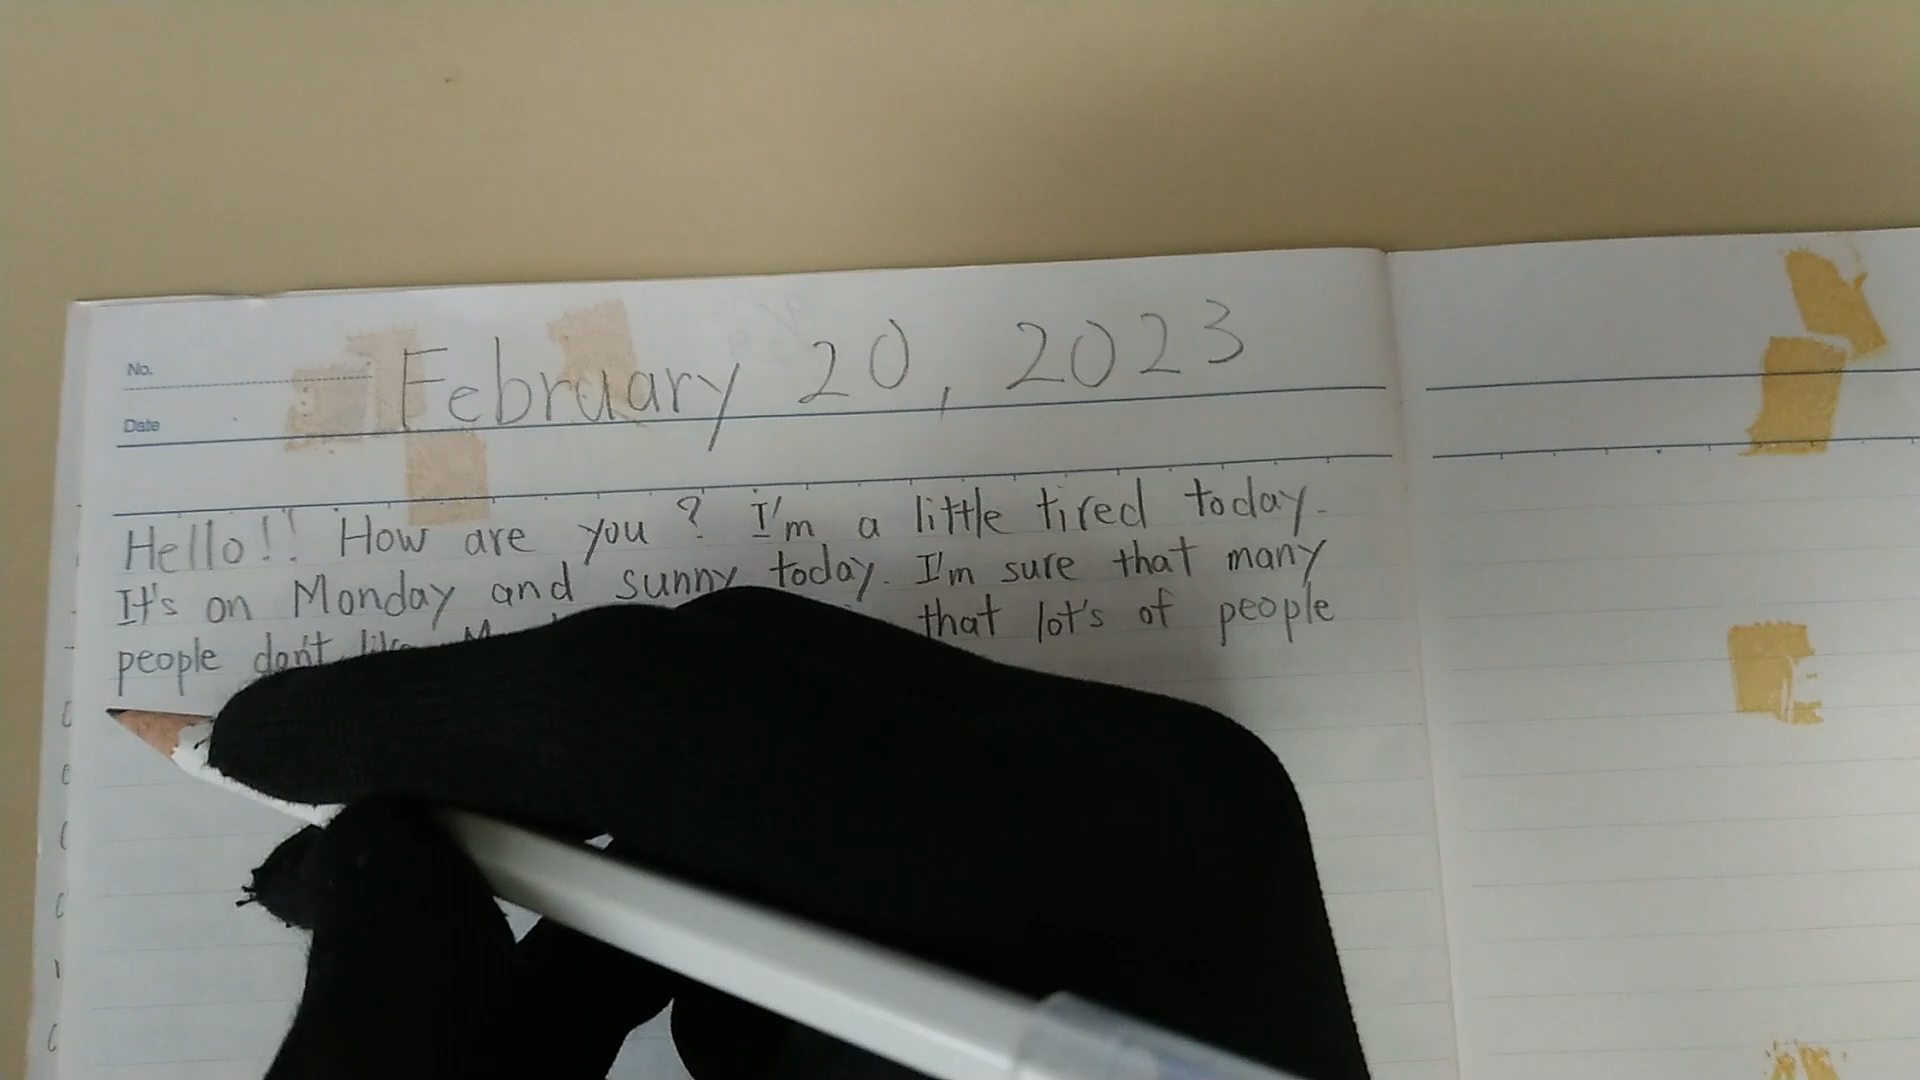 No.
February 20, 2023
Date
Hello!! How are you? I'm a little tired today.
It's on Monday and sunny today. I'm sure that many
people don't like that lot's of people